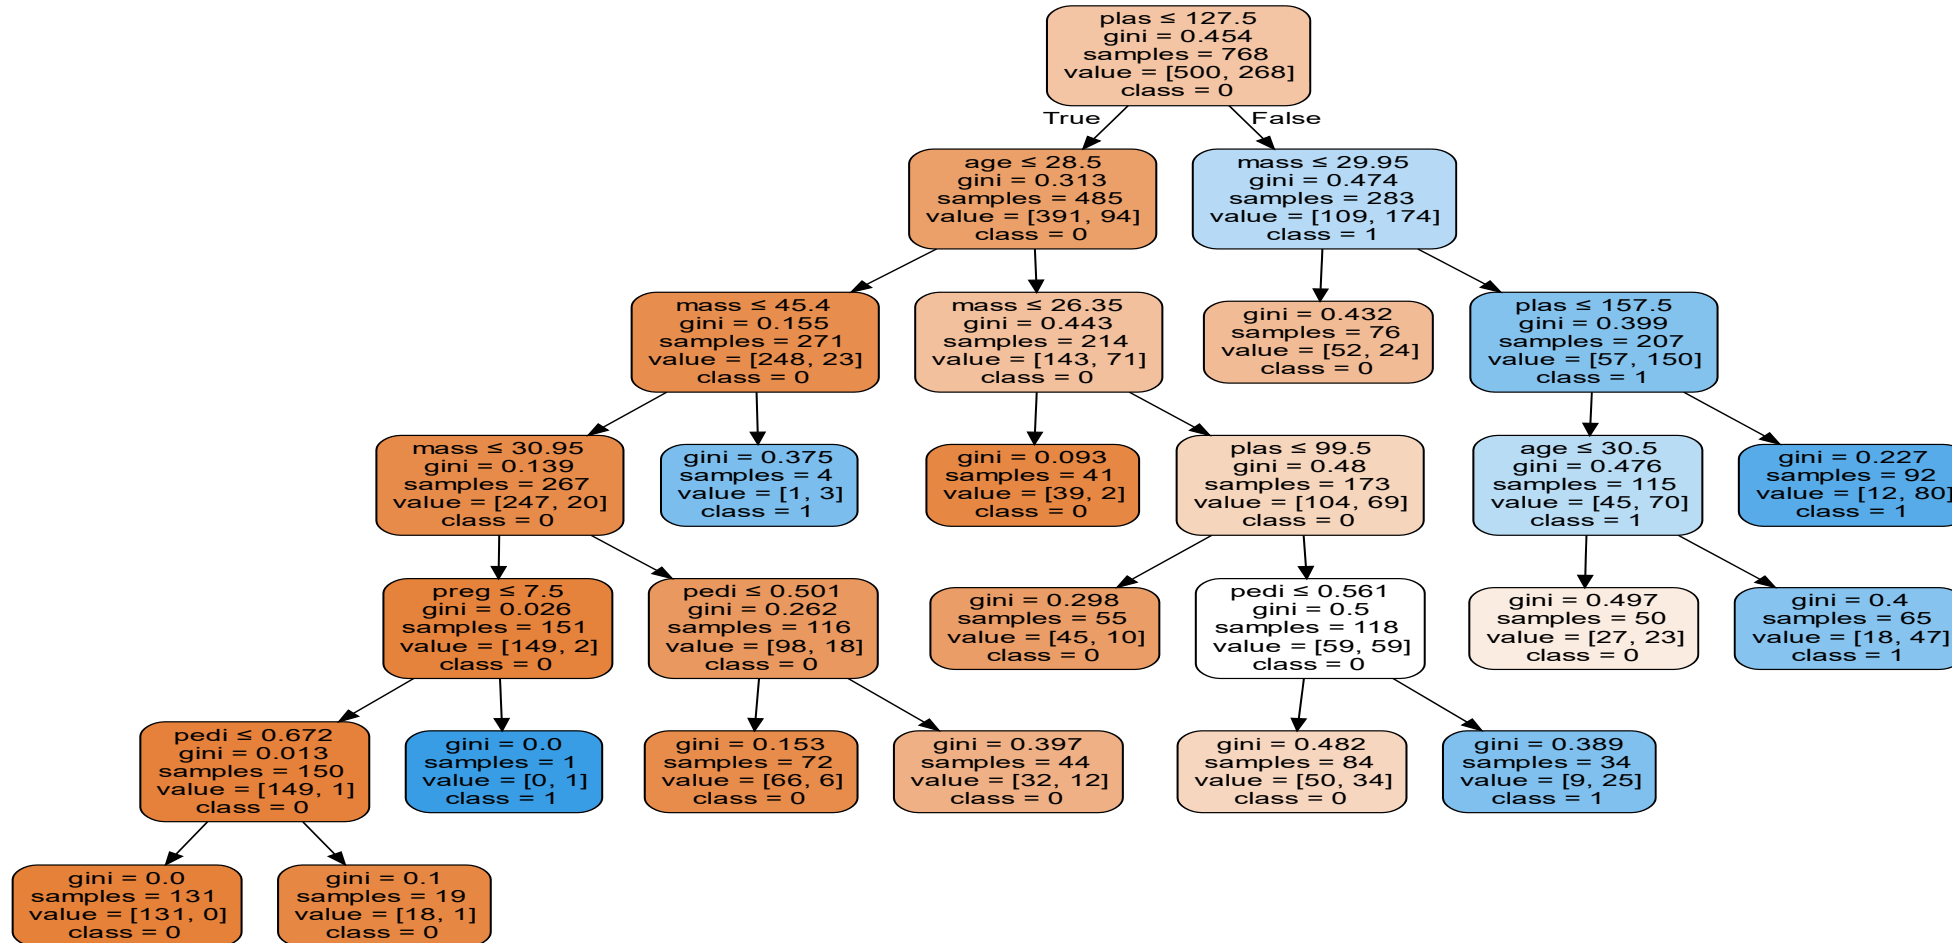 plas ≤ 127.5
gini = 0.454
samples = 768
value = [500, 268]
class = 0
True
False
age ≤ 28.5
gini = 0.313
samples = 485
value = [391, 94]
class = 0
mass ≤ 29.95
gini = 0.474
samples = 283
value = [109, 174]
class = 1
mass ≤ 45.4
gini = 0.155
samples = 271
value = [248, 23]
class = 0
mass ≤ 26.35
gini = 0.443
samples = 214
value = [143, 71]
class = 0
gini = 0.432
samples = 76
value = [52, 24]
class = 0
plas ≤ 157.5
gini = 0.399
samples = 207
value = [57, 150]
class = 1
mass ≤ 30.95
gini = 0.139
samples = 267
value = [247, 20]
class = 0
gini = 0.375
samples = 4
value = [1, 3]
class = 1
gini = 0.093
samples = 41
value = [39, 2]
class = 0
plas ≤ 99.5
gini = 0.48
samples = 173
value = [104, 69]
class = 0
age ≤ 30.5
gini = 0.476
samples = 115
value = [45, 70]
class = 1
gini = 0.227
samples = 92
value = [12, 80]
class = 1
preg ≤ 7.5
gini = 0.026
samples = 151
value = [149, 2]
class = 0
pedi ≤ 0.501
gini = 0.262
samples = 116
value = [98, 18]
class = 0
gini = 0.298
samples = 55
value = [45, 10]
class = 0
pedi ≤ 0.561
gini = 0.5
samples = 118
value = [59, 59]
class = 0
gini = 0.497
samples = 50
value = [27, 23]
class = 0
gini = 0.4
samples = 65
value = [18, 47]
class = 1
pedi ≤ 0.672
gini = 0.013
samples = 150
value = [149, 1]
class = 0
gini = 0.0
samples = 1
value = [0, 1]
class = 1
gini = 0.153
samples = 72
value = [66, 6]
class = 0
gini = 0.397
samples = 44
value = [32, 12]
class = 0
gini = 0.482
samples = 84
value = [50, 34]
class = 0
gini = 0.389
samples = 34
value = [9, 25]
class = 1
gini = 0.0
samples = 131
value = [131, 0]
class = 0
gini = 0.1
samples = 19
value = [18, 1]
class = 0